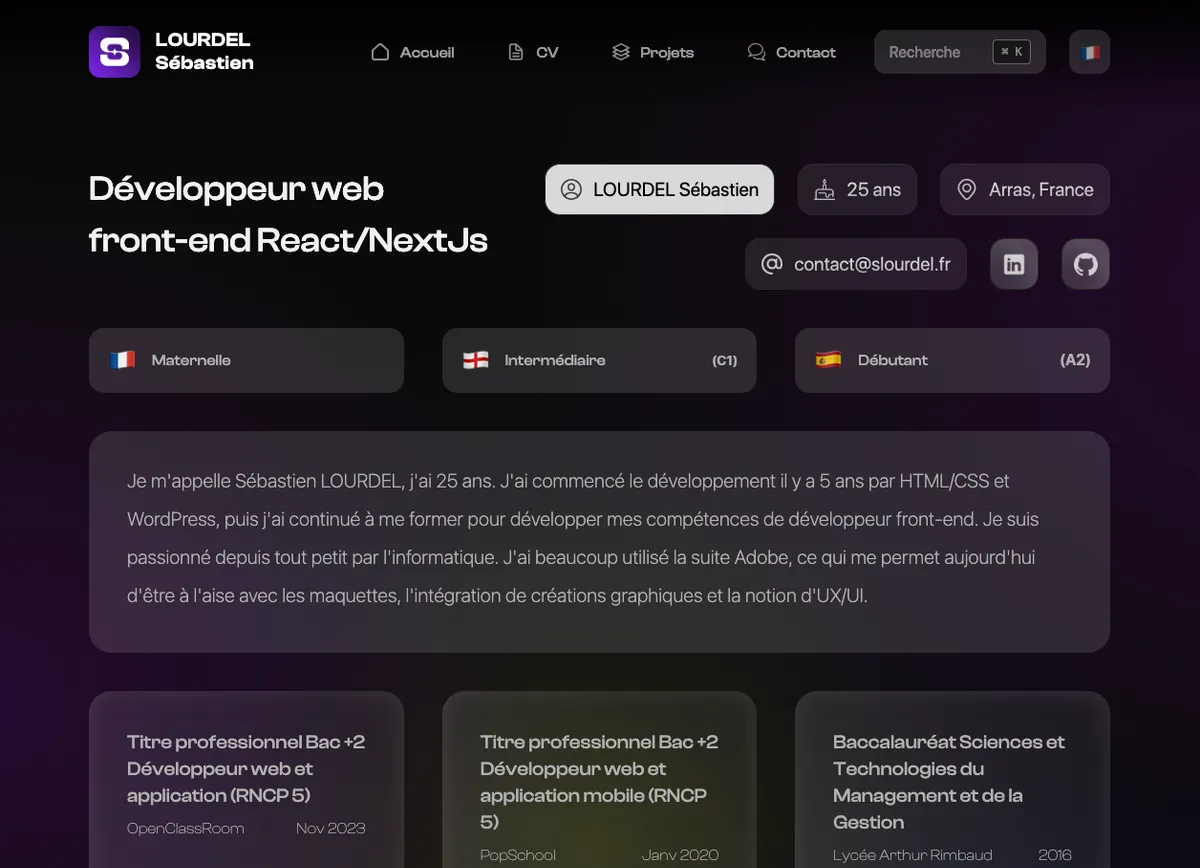 LOURDEL
Sébastien
Accueil
CV
Projets
Contact
Recherche
⌘ K
Développeur web
front-end React/NextJs
LOURDEL Sébastien
25 ans
Arras, France
contact@slourdel.fr
Maternelle
Intermédiaire (C1)
Débutant (A2)
Je m'appelle Sébastien LOURDEL, j'ai 25 ans. J'ai commencé le développement il y a 5 ans par HTML/CSS et
WordPress, puis j'ai continué à me former pour développer mes compétences de développeur front-end. Je suis
passionné depuis tout petit par l'informatique. J'ai beaucoup utilisé la suite Adobe, ce qui me permet aujourd'hui
d'être à l'aise avec les maquettes, l'intégration de créations graphiques et la notion d'UX/UI.
Titre professionnel Bac +2
Développeur web et
application (RNCP 5)
OpenClassRoom Nov 2023
Titre professionnel Bac +2
Développeur web et
application mobile (RNCP
5)
PopSchool Janv 2020
Baccalauréat Sciences et
Technologies du
Management et de la
Gestion
Lycée Arthur Rimbaud 2016